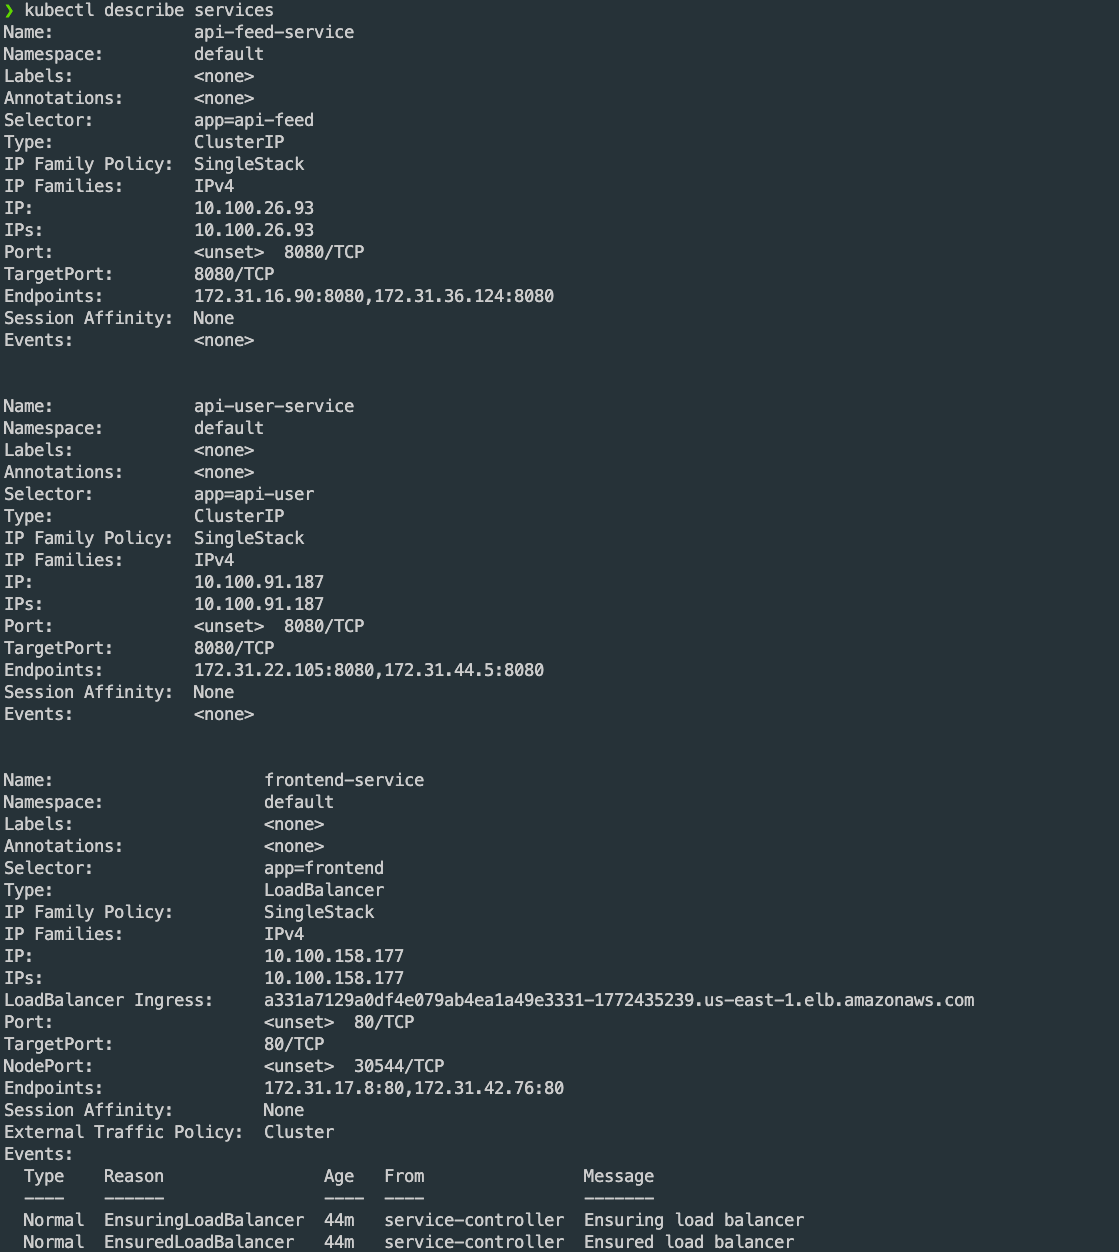 ❯ kubectl describe services
Name:              api-feed-service
Namespace:         default
Labels:            <none>
Annotations:       <none>
Selector:          app=api-feed
Type:              ClusterIP
IP Family Policy:  SingleStack
IP Families:       IPv4
IP:                10.100.26.93
IPs:               10.100.26.93
Port:              <unset>  8080/TCP
TargetPort:        8080/TCP
Endpoints:         172.31.16.90:8080,172.31.36.124:8080
Session Affinity:  None
Events:            <none>

Name:              api-user-service
Namespace:         default
Labels:            <none>
Annotations:       <none>
Selector:          app=api-user
Type:              ClusterIP
IP Family Policy:  SingleStack
IP Families:       IPv4
IP:                10.100.91.187
IPs:               10.100.91.187
Port:              <unset>  8080/TCP
TargetPort:        8080/TCP
Endpoints:         172.31.22.105:8080,172.31.44.5:8080
Session Affinity:  None
Events:            <none>

Name:                     frontend-service
Namespace:                default
Labels:                   <none>
Annotations:              <none>
Selector:                 app=frontend
Type:                     LoadBalancer
IP Family Policy:         SingleStack
IP Families:              IPv4
IP:                       10.100.158.177
IPs:                      10.100.158.177
LoadBalancer Ingress:     a331a7129a0df4e079ab4ea1a49e3331-1772435239.us-east-1.elb.amazonaws.com
Port:                     <unset>  80/TCP
TargetPort:               80/TCP
NodePort:                 <unset>  30544/TCP
Endpoints:                172.31.17.8:80,172.31.42.76:80
Session Affinity:         None
External Traffic Policy:  Cluster
Events:
  Type    Reason                Age   From                Message
  ----    ------                ----  ----                -------
  Normal  EnsuringLoadBalancer  44m   service-controller  Ensuring load balancer
  Normal  EnsuredLoadBalancer   44m   service-controller  Ensured load balancer